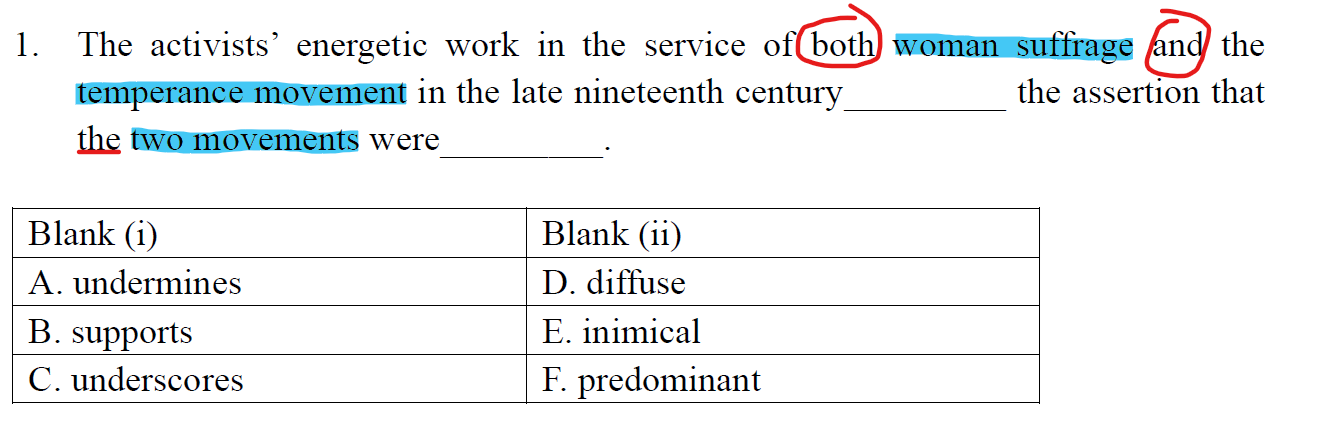 1. The activists’ energetic work in the service of both woman suffrage and the
temperance movement in the late nineteenth century__________ the assertion that
the two movements were__________.
Blank (i) Blank (ii)
A. undermines D. diffuse
B. supports E. inimical
C. underscores F. predominant